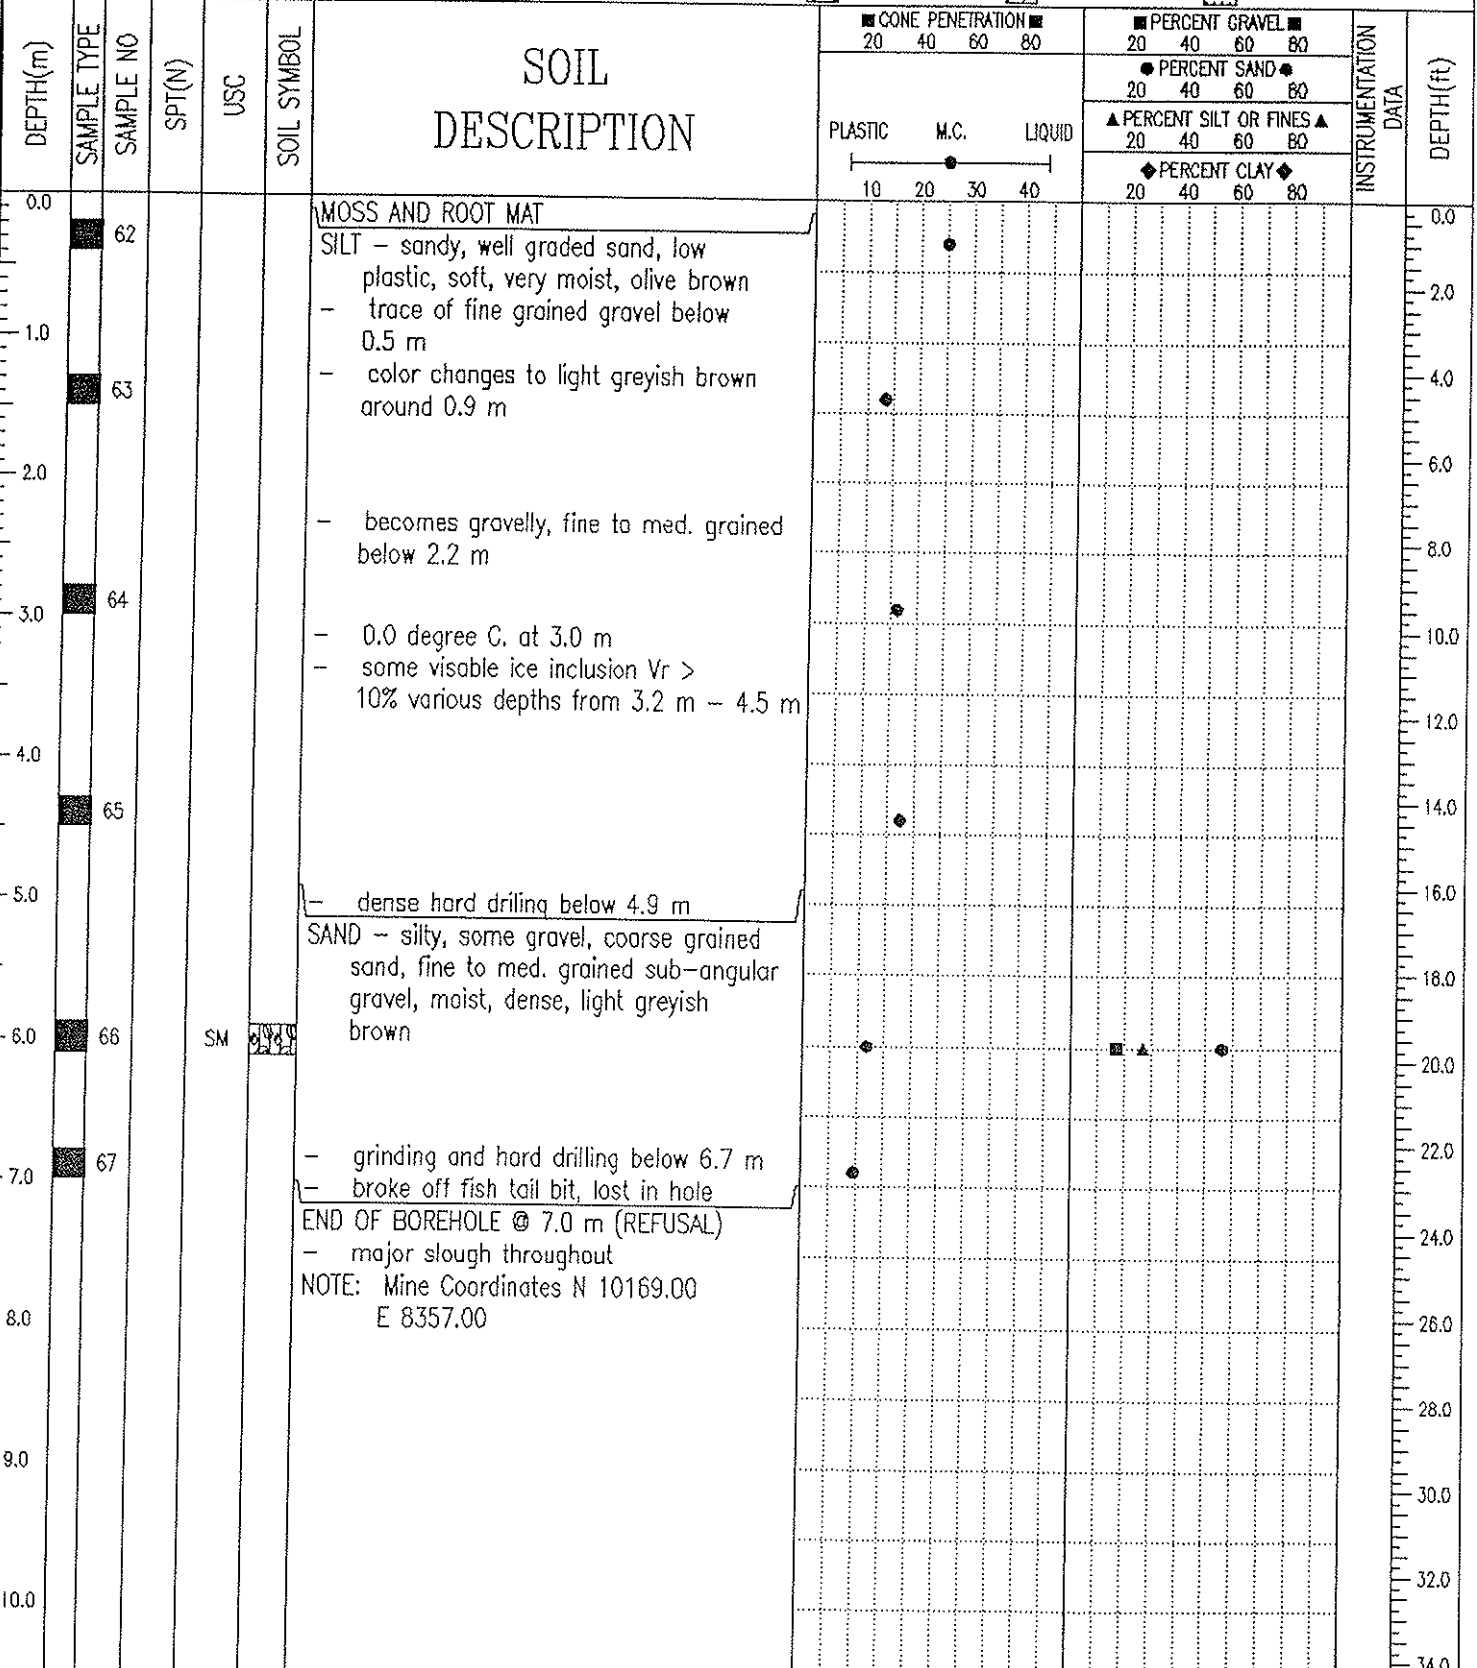 DEPTH(m)
SAMPLE TYPE
SAMPLE NO
SPT(N)
USC
SOIL SYMBOL
SOIL
DESCRIPTION
■ CONE PENETRATION ■
20 40 60 80
PLASTIC M.C. LIQUID
10 20 30 40
■ PERCENT GRAVEL ■
20 40 60 80
● PERCENT SAND ●
20 40 60 80
▲ PERCENT SILT OR FINES ▲
20 40 60 80
◆ PERCENT CLAY ◆
20 40 60 80
INSTRUMENTATION
DATA
DEPTH(ft)
0.0
1.0
2.0
3.0
4.0
5.0
6.0
7.0
8.0
9.0
10.0
62
63
64
65
66
67
SM
MOSS AND ROOT MAT
SILT – sandy, well graded sand, low
plastic, soft, very moist, olive brown
– trace of fine grained gravel below
0.5 m
– color changes to light greyish brown
around 0.9 m
– becomes gravelly, fine to med. grained
below 2.2 m
– 0.0 degree C. at 3.0 m
– some visable ice inclusion Vr >
10% various depths from 3.2 m – 4.5 m
– dense hard driling below 4.9 m
SAND – silty, some gravel, coarse grained
sand, fine to med. grained sub-angular
gravel, moist, dense, light greyish
brown
– grinding and hard drilling below 6.7 m
– broke off fish tail bit, lost in hole
END OF BOREHOLE @ 7.0 m (REFUSAL)
– major slough throughout
NOTE: Mine Coordinates N 10169.00
E 8357.00
0.0
2.0
4.0
6.0
8.0
10.0
12.0
14.0
16.0
18.0
20.0
22.0
24.0
26.0
28.0
30.0
32.0
34.0